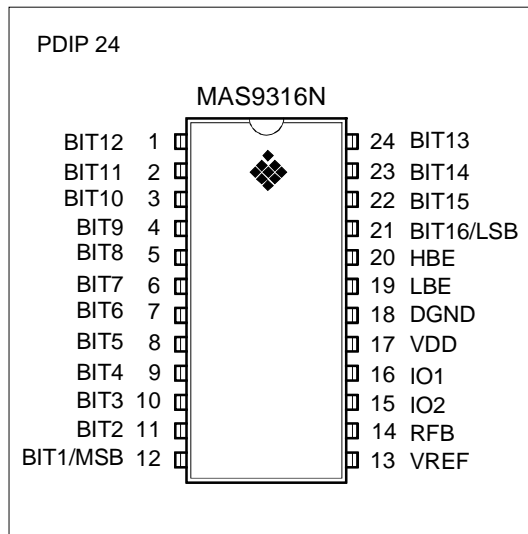 PDIP 24
MAS9316N
BIT12 1 24 BIT13
BIT11 2 23 BIT14
BIT10 3 22 BIT15
BIT9 4 21 BIT16/LSB
BIT8 5 20 HBE
BIT7 6 19 LBE
BIT6 7 18 DGND
BIT5 8 17 VDD
BIT4 9 16 IO1
BIT3 10 15 IO2
BIT2 11 14 RFB
BIT1/MSB 12 13 VREF